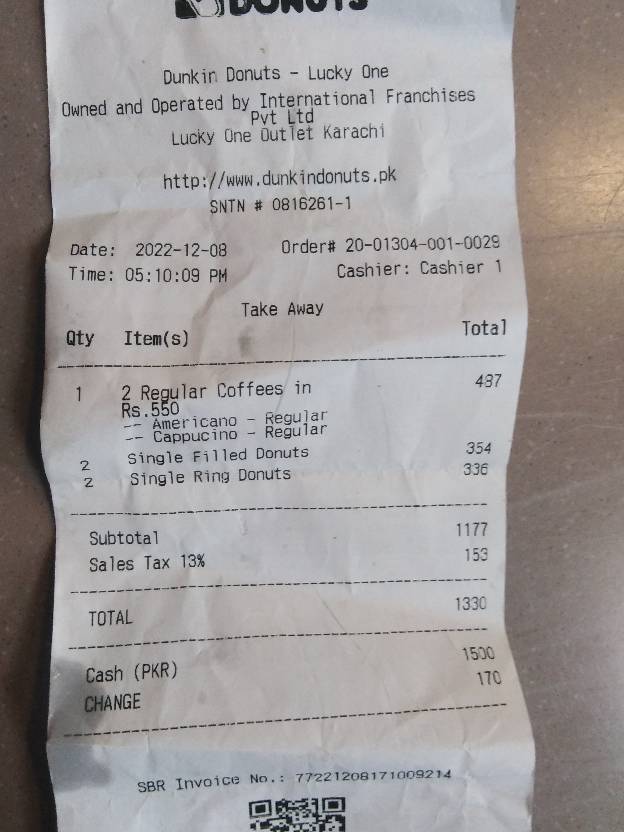 DONUTS
Dunkin Donuts - Lucky One
Owned and Operated by International Franchises
Pvt Ltd
Lucky One Outlet Karachi
http://www.dunkindonuts.pk
SNTN # 0816261-1
Date: 2022-12-08 Order# 20-01304-001-0029
Time: 05:10:09 PM Cashier: Cashier 1
Take Away
Qty Item(s) Total
1 2 Regular Coffees in 487
Rs.550
-- Americano - Regular
-- Cappucino - Regular
2 Single Filled Donuts 354
2 Single Ring Donuts 336
Subtotal 1177
Sales Tax 13% 153
TOTAL 1330
Cash (PKR) 1500
CHANGE 170
SBR Invoice No.: 77221208171009214